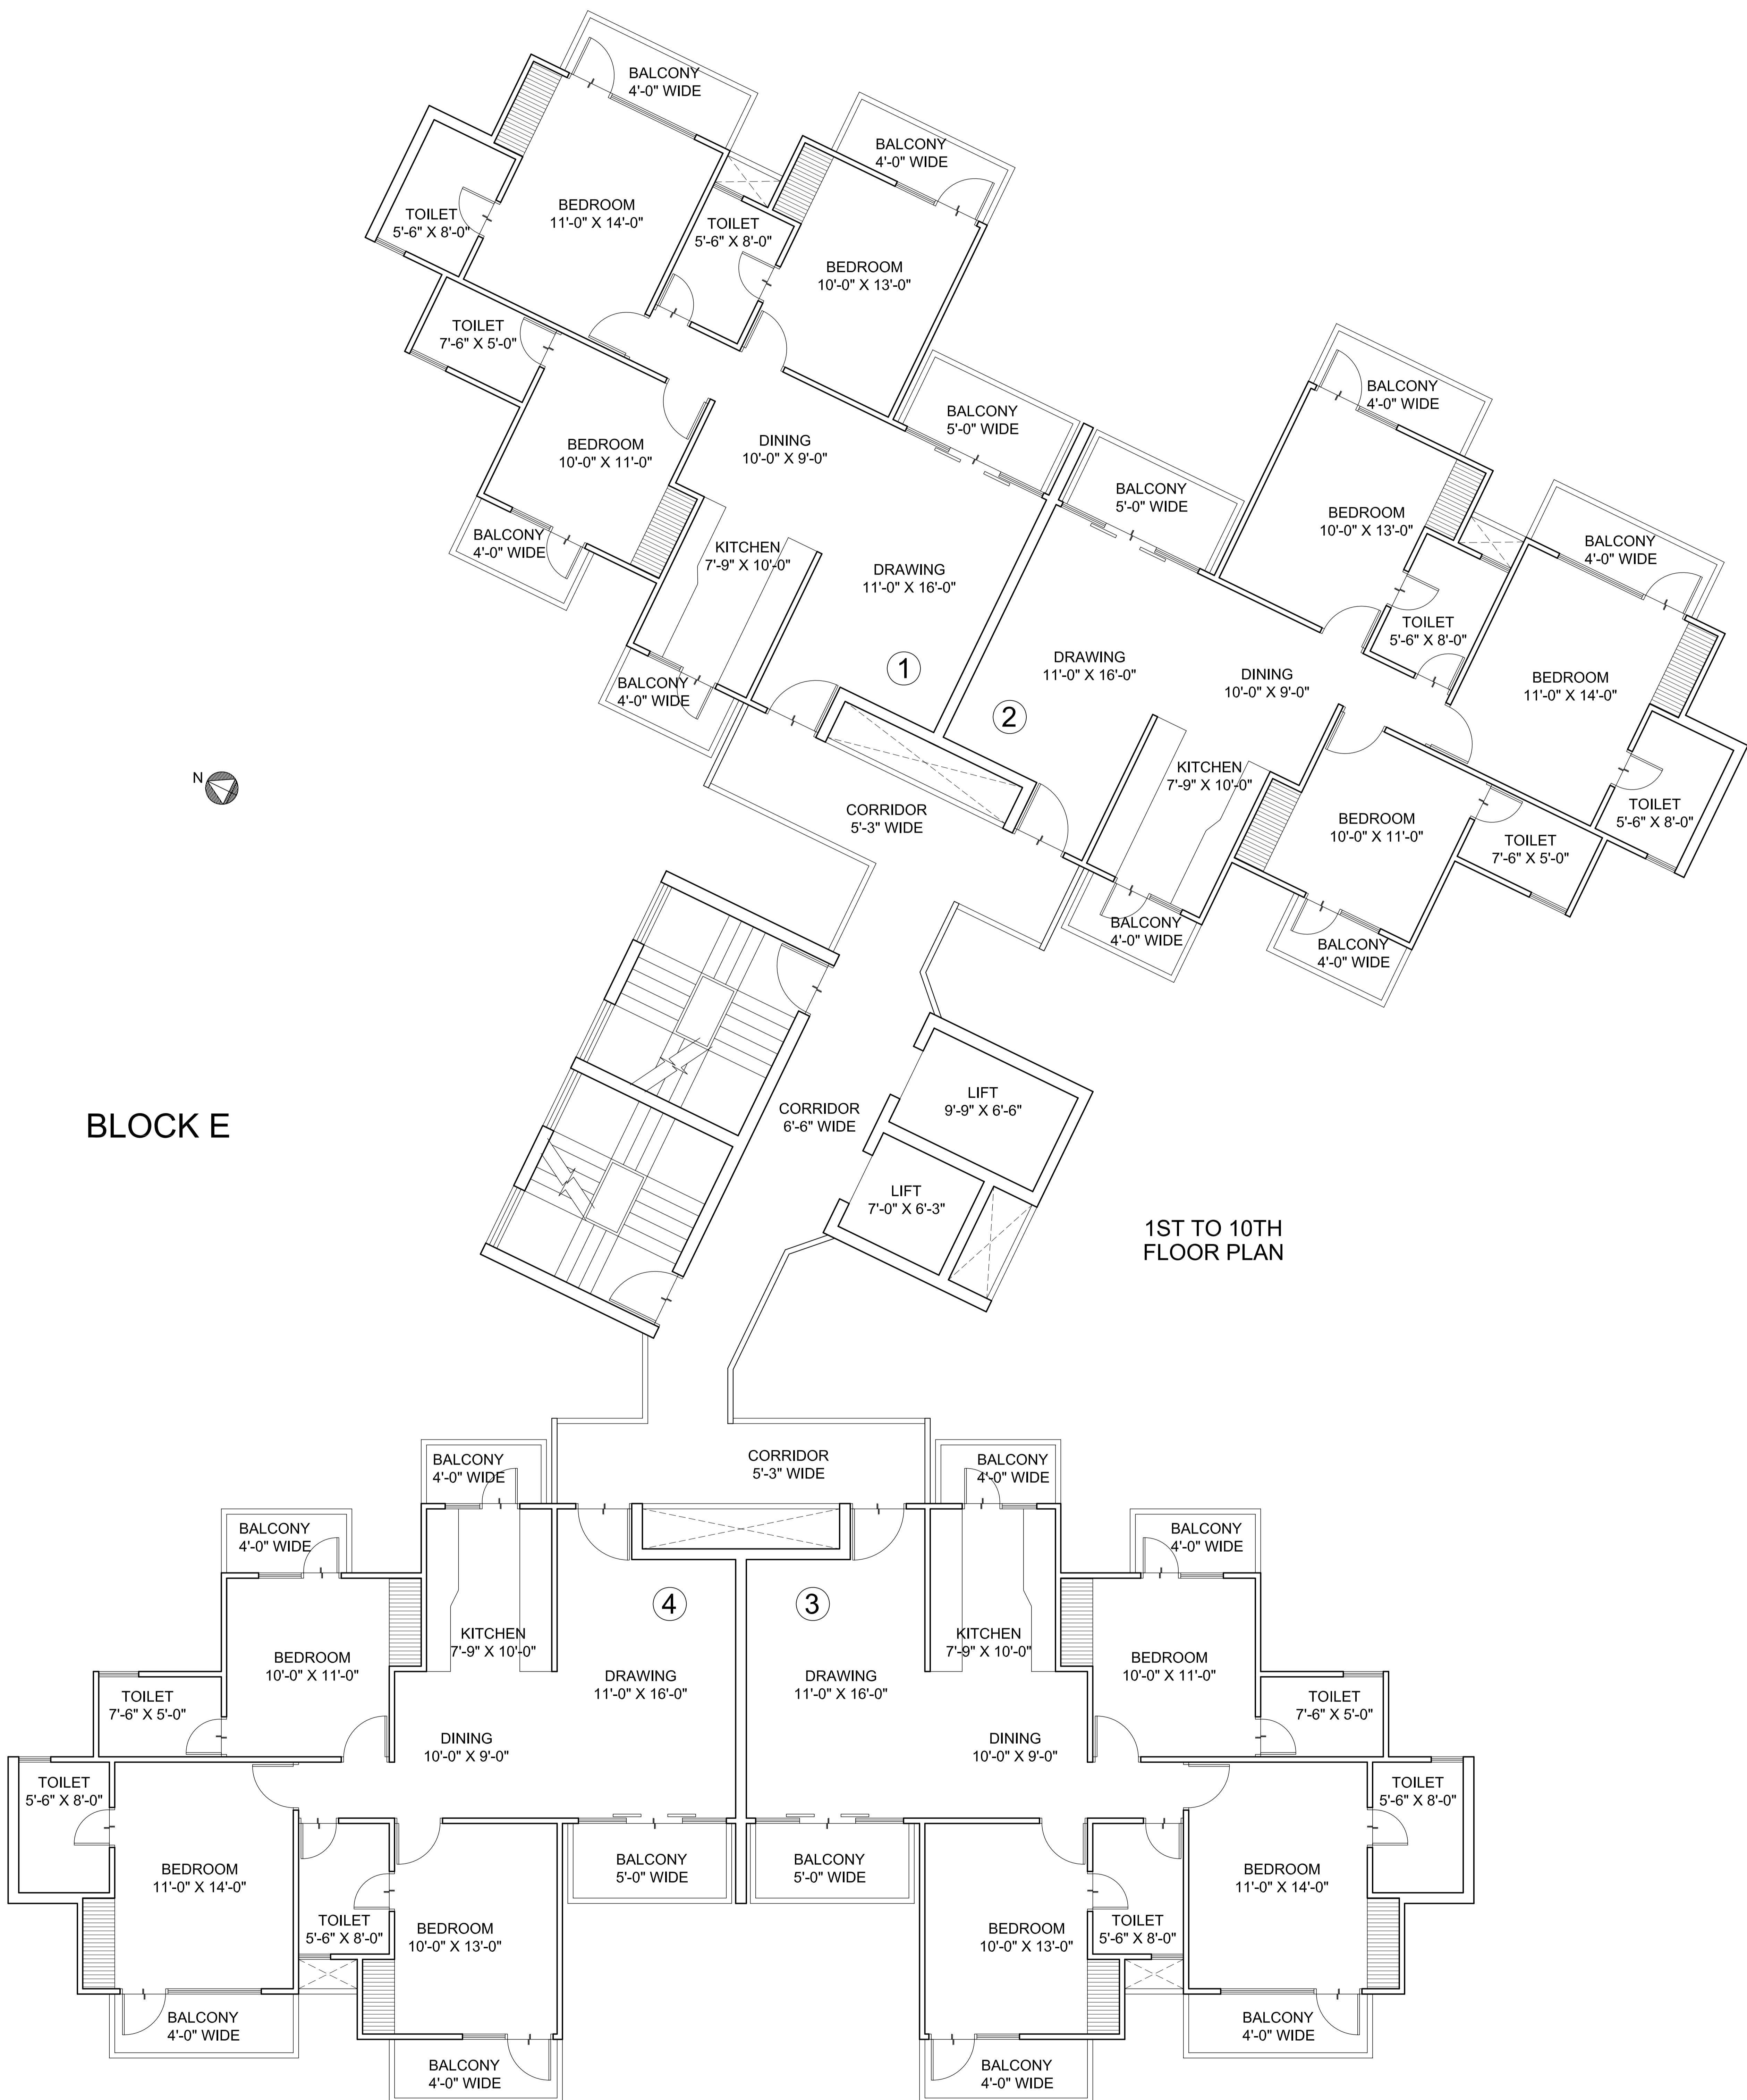 BALCONY
4'-0" WIDE
BALCONY
4'-0" WIDE
BEDROOM
11'-0" X 14'-0"
TOILET
5'-6" X 8'-0"
TOILET
5'-6" X 8'-0"
BEDROOM
10'-0" X 13'-0"
TOILET
7'-6" X 5'-0"
BALCONY
4'-0" WIDE
BALCONY
5'-0" WIDE
BEDROOM
10'-0" X 11'-0"
DINING
10'-0" X 9'-0"
BALCONY
5'-0" WIDE
BEDROOM
10'-0" X 13'-0"
BALCONY
4'-0" WIDE
BALCONY
4'-0" WIDE
KITCHEN
7'-9" X 10'-0"
DRAWING
11'-0" X 16'-0"
TOILET
5'-6" X 8'-0"
1
DRAWING
11'-0" X 16'-0"
DINING
10'-0" X 9'-0"
BEDROOM
11'-0" X 14'-0"
BALCONY
4'-0" WIDE
2
N
KITCHEN
7'-9" X 10'-0"
CORRIDOR
5'-3" WIDE
BEDROOM
10'-0" X 11'-0"
TOILET
5'-6" X 8'-0"
TOILET
7'-6" X 5'-0"
BALCONY
4'-0" WIDE
BALCONY
4'-0" WIDE
LIFT
9'-9" X 6'-6"
CORRIDOR
6'-6" WIDE
BLOCK E
LIFT
7'-0" X 6'-3"
1ST TO 10TH
FLOOR PLAN
BALCONY
4'-0" WIDE
CORRIDOR
5'-3" WIDE
BALCONY
4'-0" WIDE
BALCONY
4'-0" WIDE
BALCONY
4'-0" WIDE
4
3
KITCHEN
7'-9" X 10'-0"
KITCHEN
7'-9" X 10'-0"
BEDROOM
10'-0" X 11'-0"
DRAWING
11'-0" X 16'-0"
DRAWING
11'-0" X 16'-0"
BEDROOM
10'-0" X 11'-0"
TOILET
7'-6" X 5'-0"
TOILET
7'-6" X 5'-0"
DINING
10'-0" X 9'-0"
DINING
10'-0" X 9'-0"
TOILET
5'-6" X 8'-0"
TOILET
5'-6" X 8'-0"
BEDROOM
11'-0" X 14'-0"
BALCONY
5'-0" WIDE
BALCONY
5'-0" WIDE
BEDROOM
11'-0" X 14'-0"
TOILET
5'-6" X 8'-0"
BEDROOM
10'-0" X 13'-0"
BEDROOM
10'-0" X 13'-0"
TOILET
5'-6" X 8'-0"
BALCONY
4'-0" WIDE
BALCONY
4'-0" WIDE
BALCONY
4'-0" WIDE
BALCONY
4'-0" WIDE